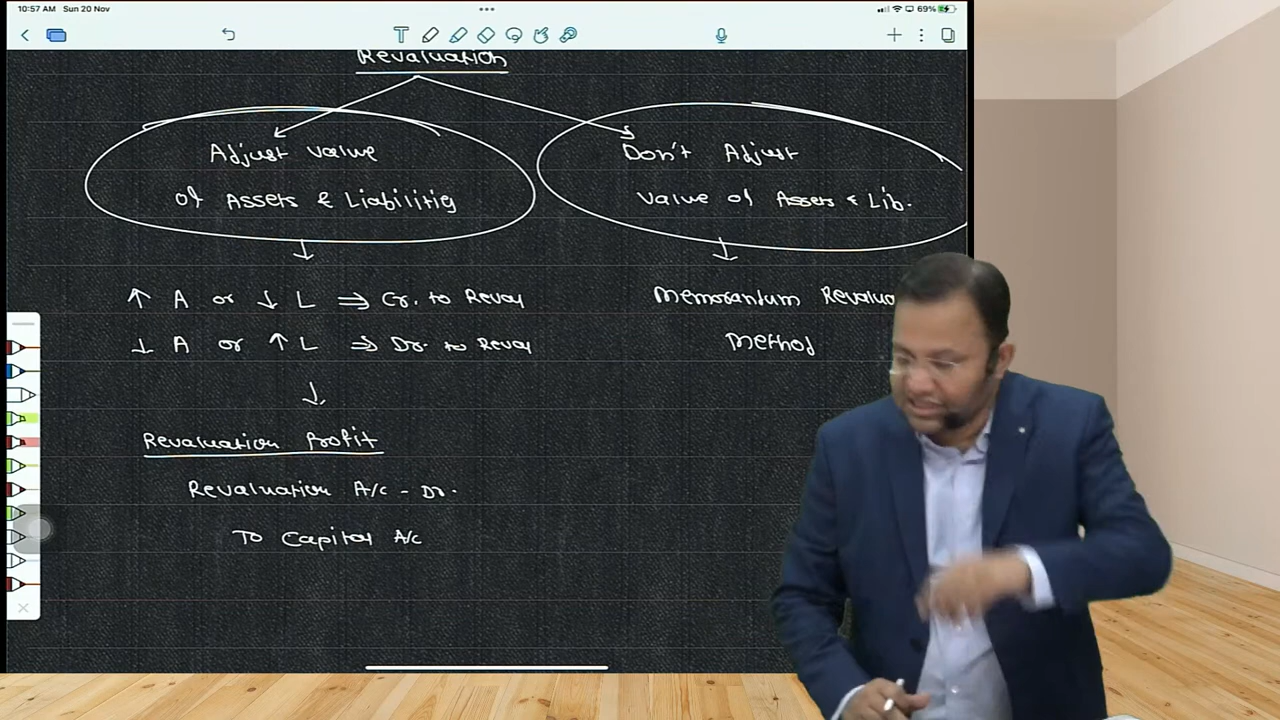 10:57 AM Sun 20 Nov
69%
Revaluation
Adjust value
of Assets & Liabilities
Don't Adjust
value of Assets & Lib.
↑ A or ↓ L ⇒ Cr. to Reval
↓ A or ↑ L ⇒ Dr. to Reval
Memorandum Revalua
Method
Revaluation Profit
Revaluation A/c - Dr.
To Capital A/c